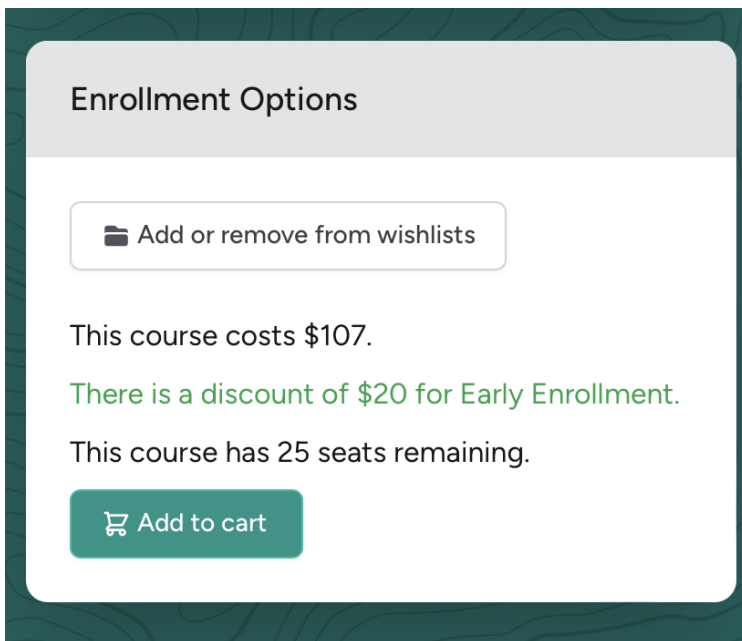 Enrollment Options
Add or remove from wishlists
This course costs $107.
There is a discount of $20 for Early Enrollment.
This course has 25 seats remaining.
Add to cart